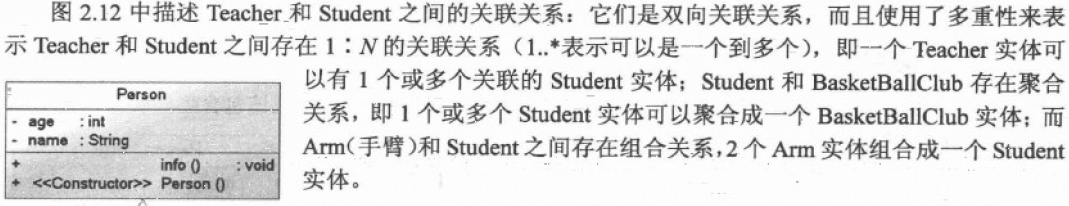 图 2.12 中描述 Teacher 和 Student 之间的关联关系：它们是双向关联关系，而且使用了多重性来表
示 Teacher 和 Student 之间存在 1：N 的关联关系（1..*表示可以是一个到多个），即一个 Teacher 实体可
以有 1 个或多个关联的 Student 实体；Student 和 BasketBallClub 存在聚合
关系，即 1 个或多个 Student 实体可以聚合成一个 BasketBallClub 实体；而
Arm（手臂）和 Student 之间存在组合关系，2 个 Arm 实体组合成一个 Student
实体。
Person
- age : int
- name : String
+ info () : void
+ <<Constructor>> Person ()